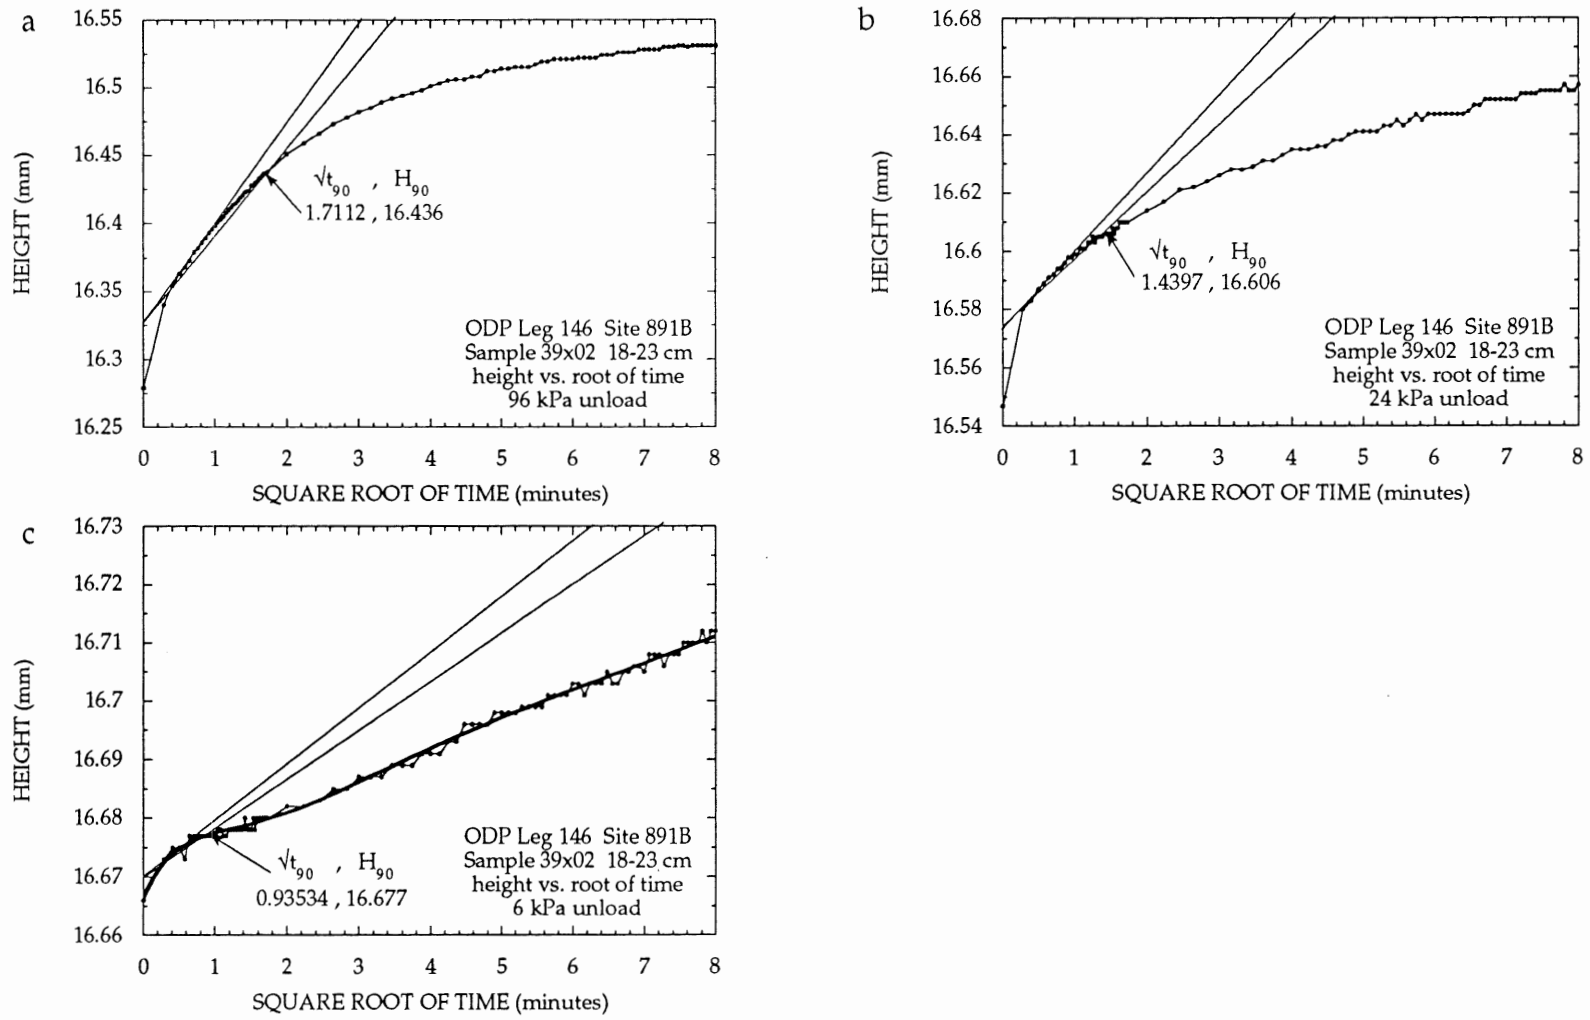 a
16.55
16.5
16.45
16.4
16.35
16.3
16.25
HEIGHT (mm)
√t90 , H90
1.7112 , 16.436
ODP Leg 146 Site 891B
Sample 39x02 18-23 cm
height vs. root of time
96 kPa unload
0 1 2 3 4 5 6 7 8
SQUARE ROOT OF TIME (minutes)
b
16.68
16.66
16.64
16.62
16.6
16.58
16.56
16.54
HEIGHT (mm)
√t90 , H90
1.4397 , 16.606
ODP Leg 146 Site 891B
Sample 39x02 18-23 cm
height vs. root of time
24 kPa unload
0 1 2 3 4 5 6 7 8
SQUARE ROOT OF TIME (minutes)
c
16.73
16.72
16.71
16.7
16.69
16.68
16.67
16.66
HEIGHT (mm)
√t90 , H90
0.93534 , 16.677
ODP Leg 146 Site 891B
Sample 39x02 18-23 cm
height vs. root of time
6 kPa unload
0 1 2 3 4 5 6 7 8
SQUARE ROOT OF TIME (minutes)